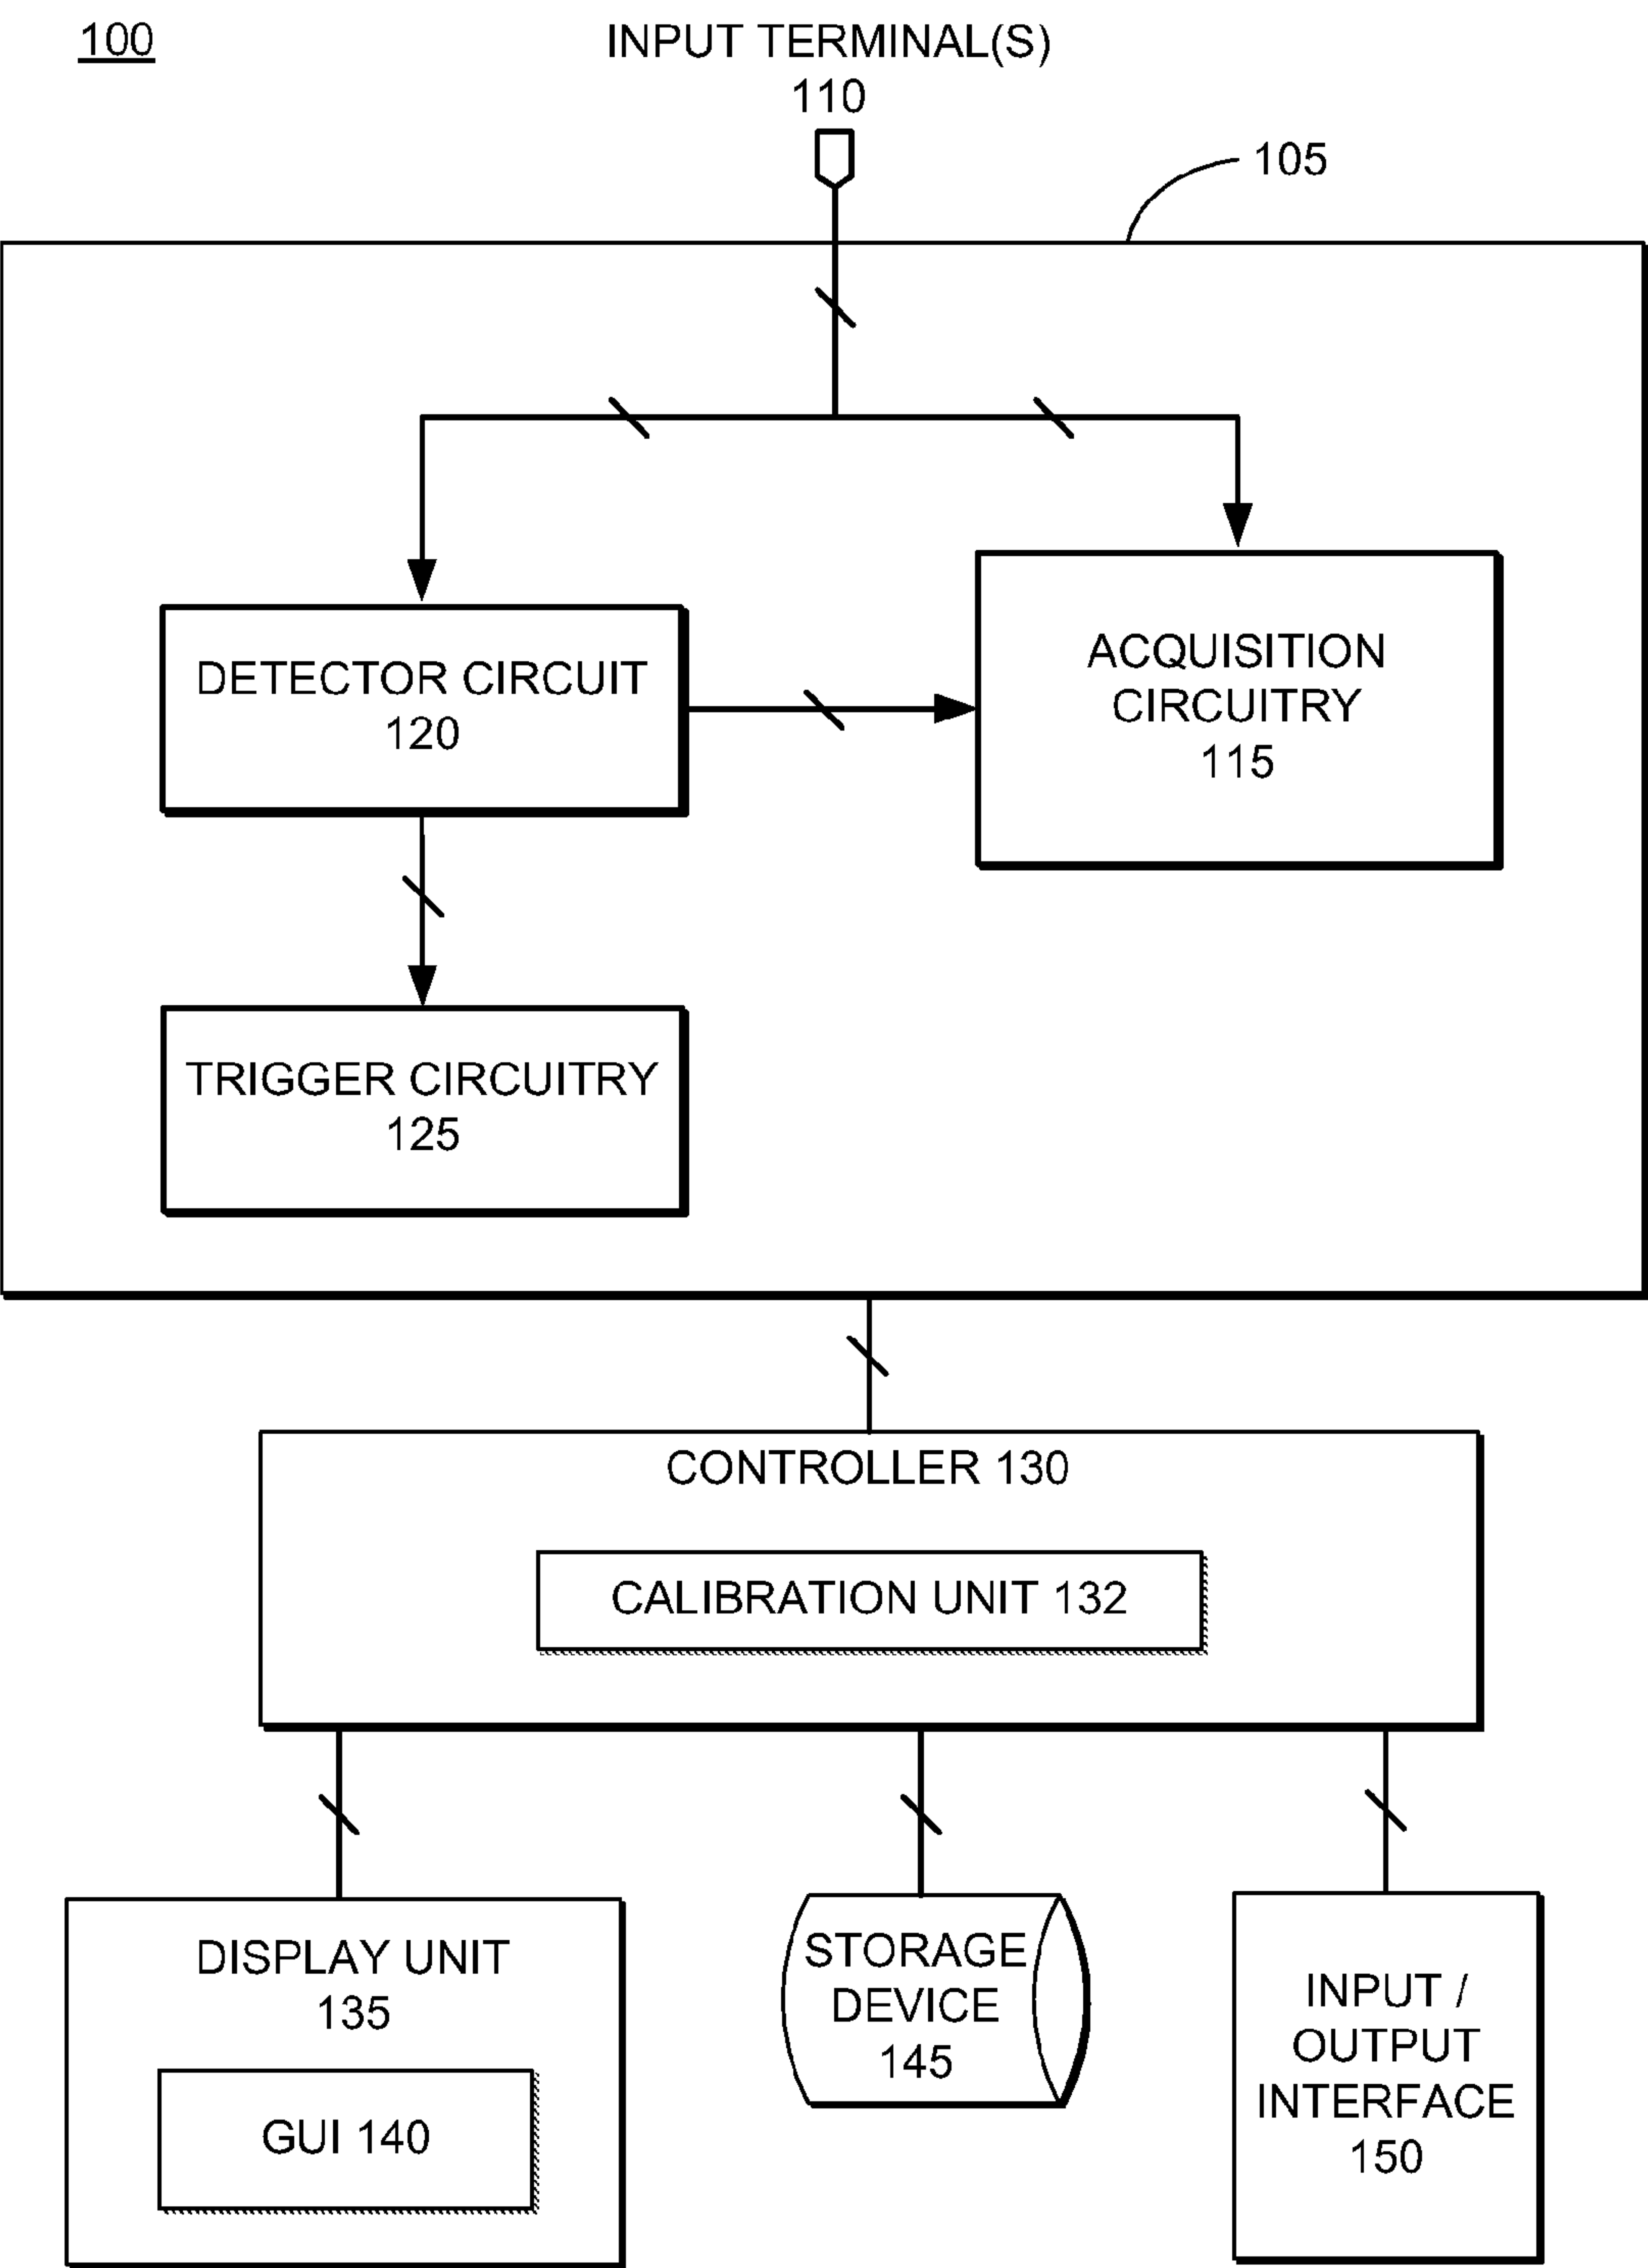 100
INPUT TERMINAL(S)
110
105
DETECTOR CIRCUIT
120
ACQUISITION
CIRCUITRY
115
TRIGGER CIRCUITRY
125
CONTROLLER 130
CALIBRATION UNIT 132
DISPLAY UNIT
135
GUI 140
STORAGE
DEVICE
145
INPUT /
OUTPUT
INTERFACE
150